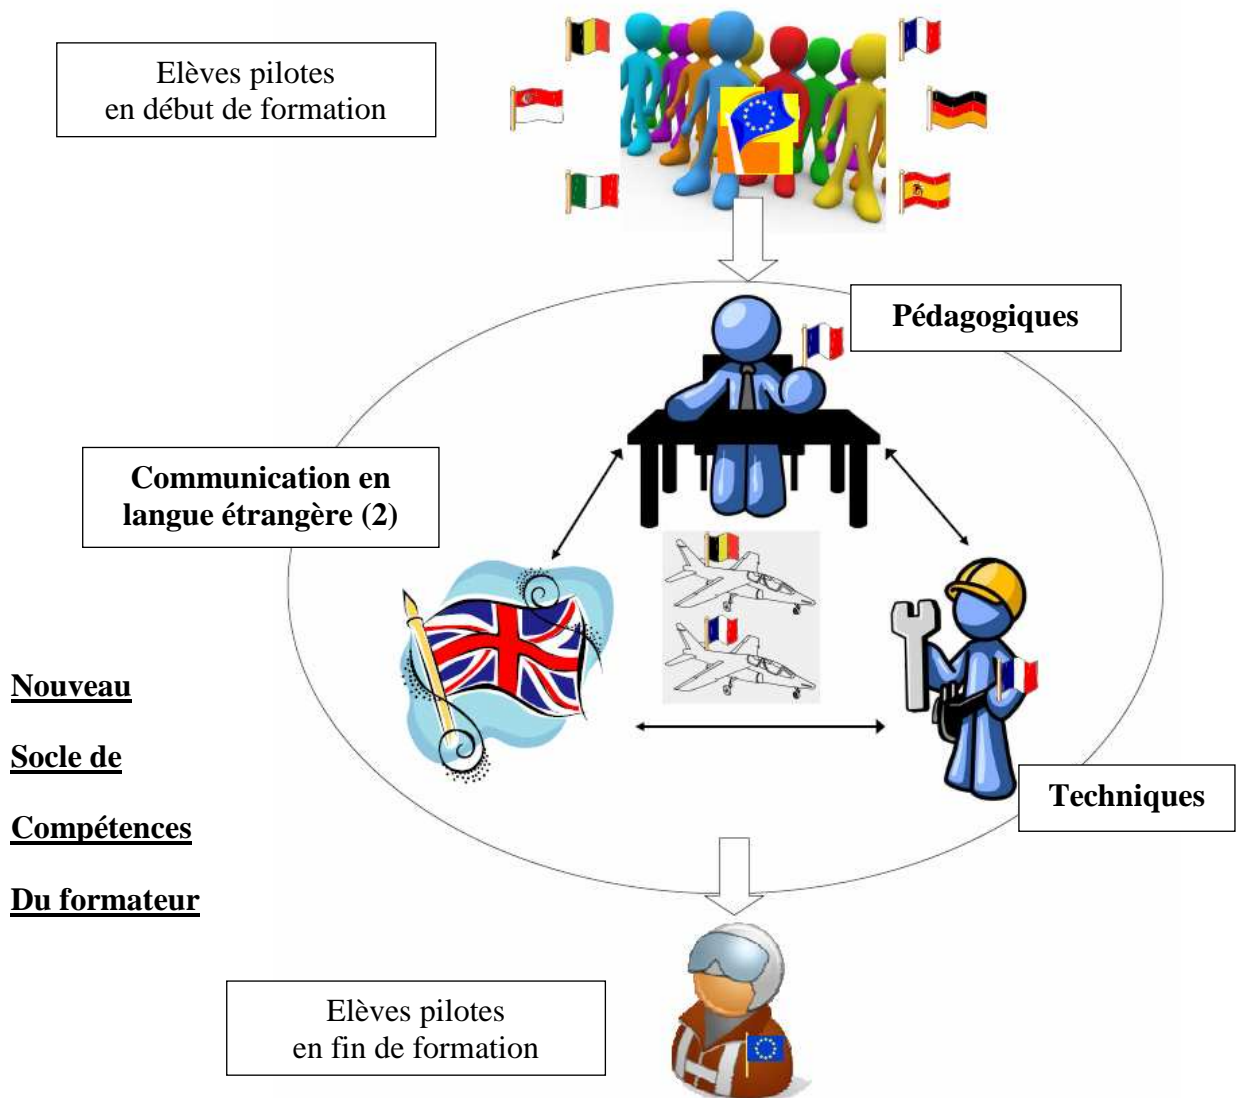 Elèves pilotes
en début de formation
Pédagogiques
Communication en
langue étrangère (2)
Nouveau
Socle de
Compétences
Du formateur
Techniques
Elèves pilotes
en fin de formation